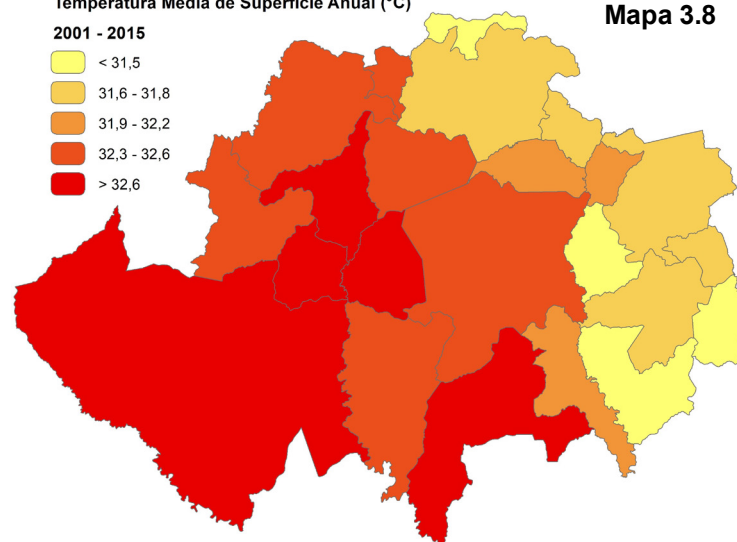 Temperatura Média de Superfície Anual (°C)
Mapa 3.8
2001 - 2015
< 31,5
31,6 - 31,8
31,9 - 32,2
32,3 - 32,6
> 32,6